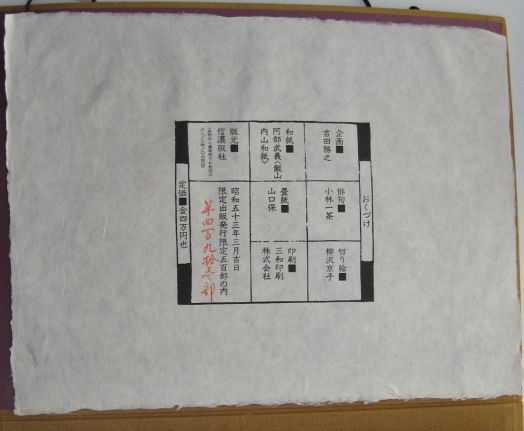 おくづけ
企画■
吉田勝之
俳句■
小林一茶
切り絵■
柳沢京子
和紙■
阿部武義(飯山
内山和紙)
畳紙■
山口保
印刷■
三和印刷
株式会社
版元■
信濃版社
昭和五十三年三月吉日
限定出版発行限定五百部の内
第四百九拾壱部
定価■金四万円也